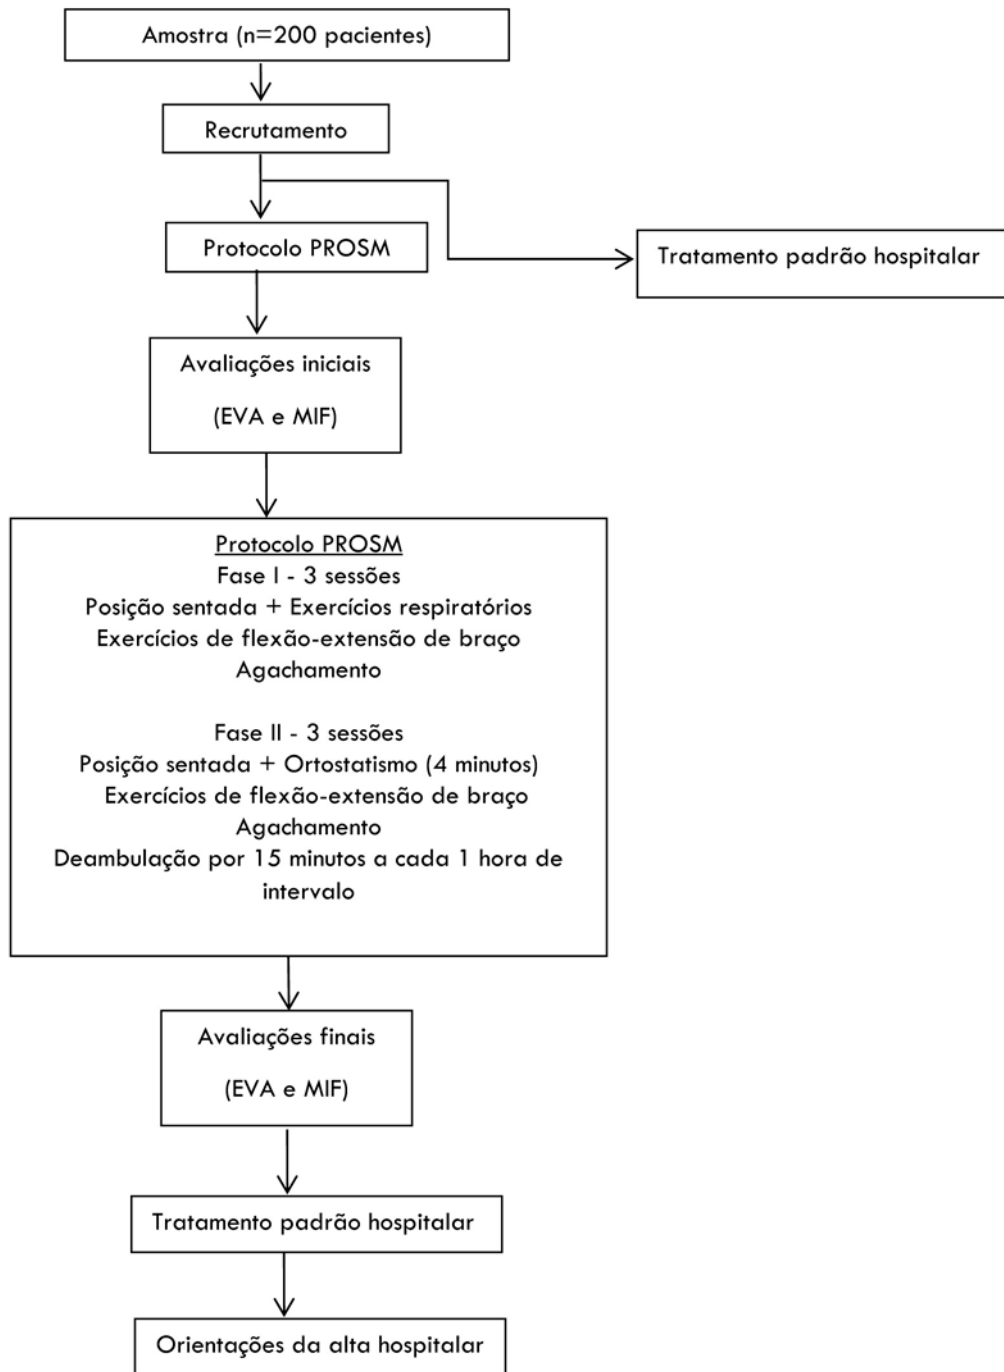 Amostra (n=200 pacientes)
Recrutamento
Protocolo PROSM
Tratamento padrão hospitalar
Avaliações iniciais
(EVA e MIF)
Protocolo PROSM
Fase I - 3 sessões
Posição sentada + Exercícios respiratórios
Exercícios de flexão-extensão de braço
Agachamento
Fase II - 3 sessões
Posição sentada + Ortostatismo (4 minutos)
Exercícios de flexão-extensão de braço
Agachamento
Deambulação por 15 minutos a cada 1 hora de
intervalo
Avaliações finais
(EVA e MIF)
Tratamento padrão hospitalar
Orientações da alta hospitalar